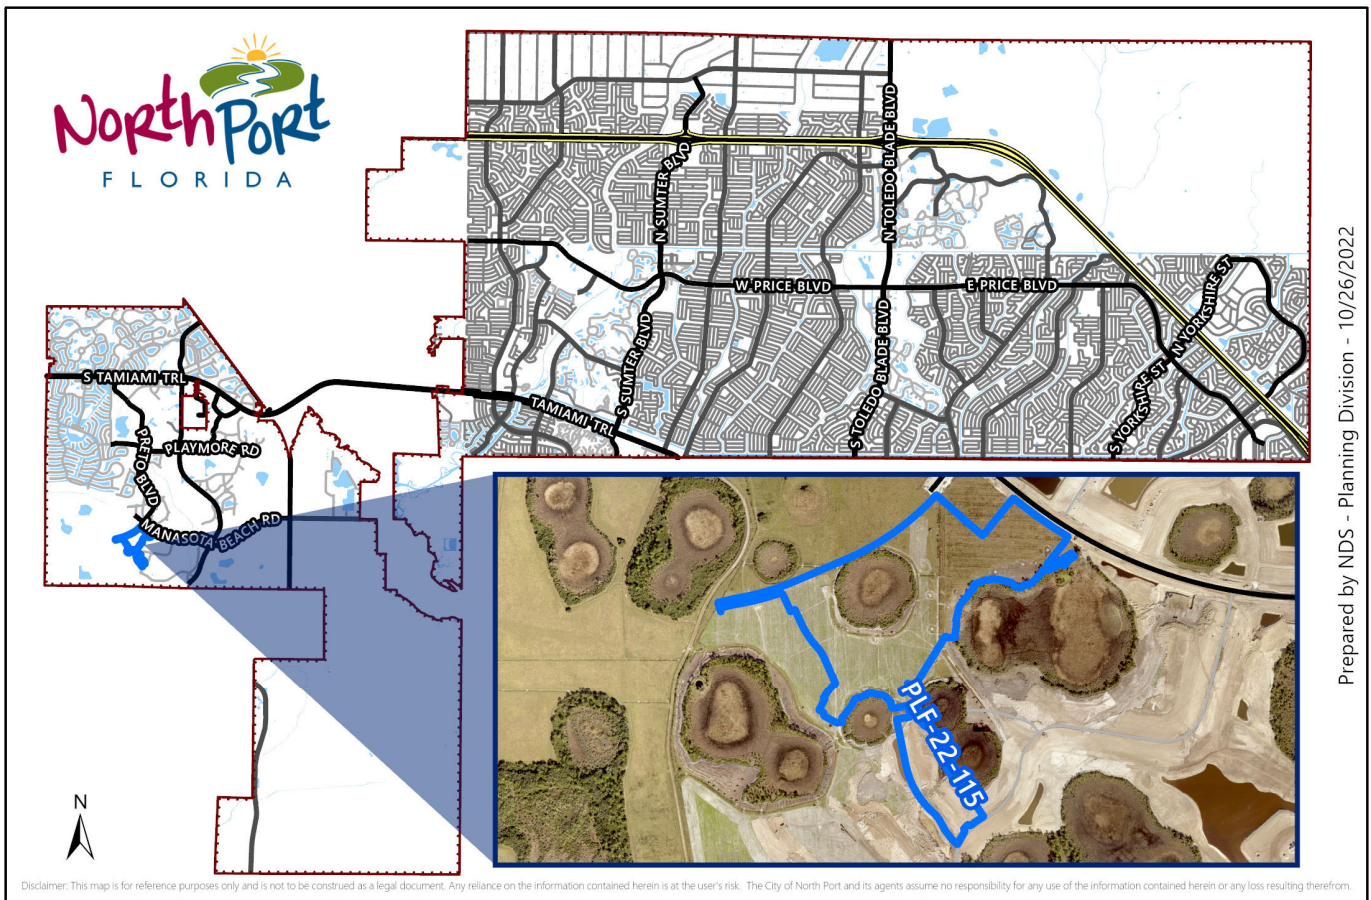 North Port
FLORIDA
N SUMTER BLVD
N TOLEDO BLADE BLVD
W PRICE BLVD
E PRICE BLVD
N YORKSHIRE ST
S SUMTER BLVD
S TOLEDO BLADE BLVD
S YORKSHIRE ST
S TAMIAMI TRL
TAMIAMI TRL
PRETO BLVD
PLAYMORE RD
MANASOTA BEACH RD
PLF-22-115
N
Prepared by NDS - Planning Division - 10/26/2022
Disclaimer: This map is for reference purposes only and is not to be construed as a legal document. Any reliance on the information contained herein is at the user's risk. The City of North Port and its agents assume no responsibility for any use of the information contained herein or any loss resulting therefrom.